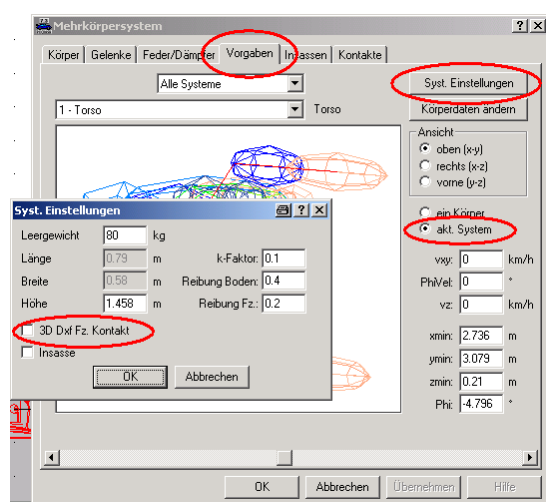 Mehrkörpersystem
Körper Gelenke Feder/Dämpfer Vorgaben Insassen Kontakte
Alle Systeme
Syst. Einstellungen
1 - Torso
Torso
Körperdaten ändern
Ansicht
oben (x-y)
rechts (x-z)
vorne (y-z)
ein Körper
akt. System
vxy: 0 km/h
PhiVel: 0 °
vz: 0 km/h
xmin: 2.736 m
ymin: 3.079 m
zmin: 0.21 m
Phi: -4.796 °
Syst. Einstellungen
Leergewicht 80 kg
Länge 0.79 m k-Faktor: 0.1
Breite 0.58 m Reibung Boden: 0.4
Höhe 1.458 m Reibung Fz.: 0.2
3D Dxf Fz. Kontakt
Insasse
OK Abbrechen
OK Abbrechen Übernehmen Hilfe